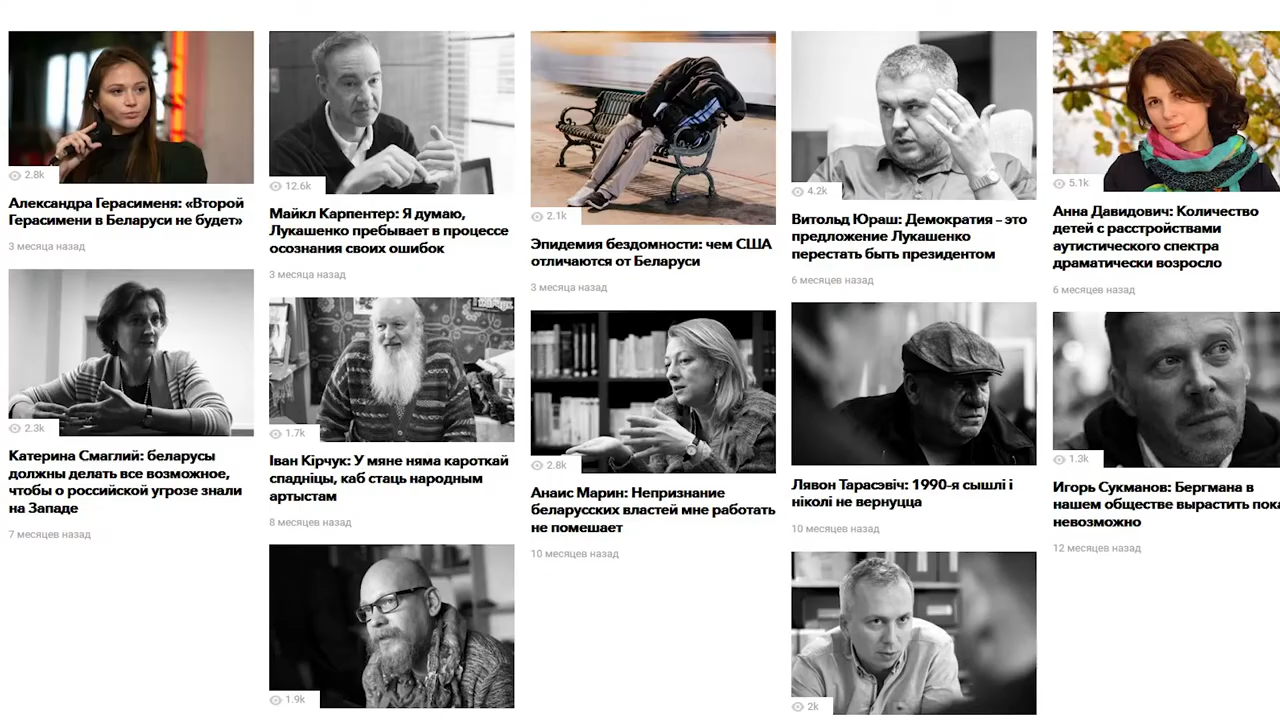 2.8k
Александра Герасименя: «Второй
Герасимени в Беларуси не будет»
3 месяца назад
2.3k
Катерина Смаглий: беларусы
должны делать все возможное,
чтобы о российской угрозе знали
на Западе
7 месяцев назад
12.6k
Майкл Карпентер: Я думаю,
Лукашенко пребывает в процессе
осознания своих ошибок
3 месяца назад
1.7k
Іван Кірчук: У мяне няма кароткай
спадніцы, каб стаць народным
артыстам
8 месяцев назад
1.9k
2.1k
Эпидемия бездомности: чем США
отличаются от Беларуси
3 месяца назад
2.8k
Анаис Марин: Непризнание
беларусских властей мне работать
не помешает
10 месяцев назад
4.2k
Витольд Юраш: Демократия – это
предложение Лукашенко
перестать быть президентом
6 месяцев назад
Лявон Тарасэвіч: 1990-я сышлі і
ніколі не вернуцца
10 месяцев назад
2k
5.1k
Анна Давидович: Количество
детей с расстройствами
аутистического спектра
драматически возросло
6 месяцев назад
1.3k
Игорь Сукманов: Бергмана в
нашем обществе вырастить пока
невозможно
12 месяцев назад